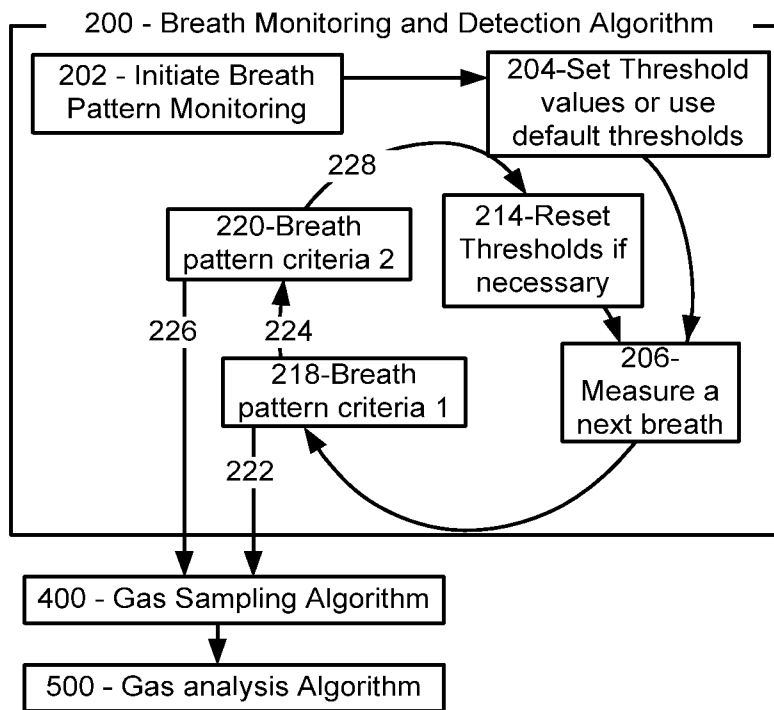 200 - Breath Monitoring and Detection Algorithm
202 - Initiate Breath
Pattern Monitoring
204-Set Threshold
values or use
default thresholds
228
220-Breath
pattern criteria 2
214-Reset
Thresholds if
necessary
226
224
218-Breath
pattern criteria 1
206-
Measure a
next breath
222
400 - Gas Sampling Algorithm
500 - Gas analysis Algorithm